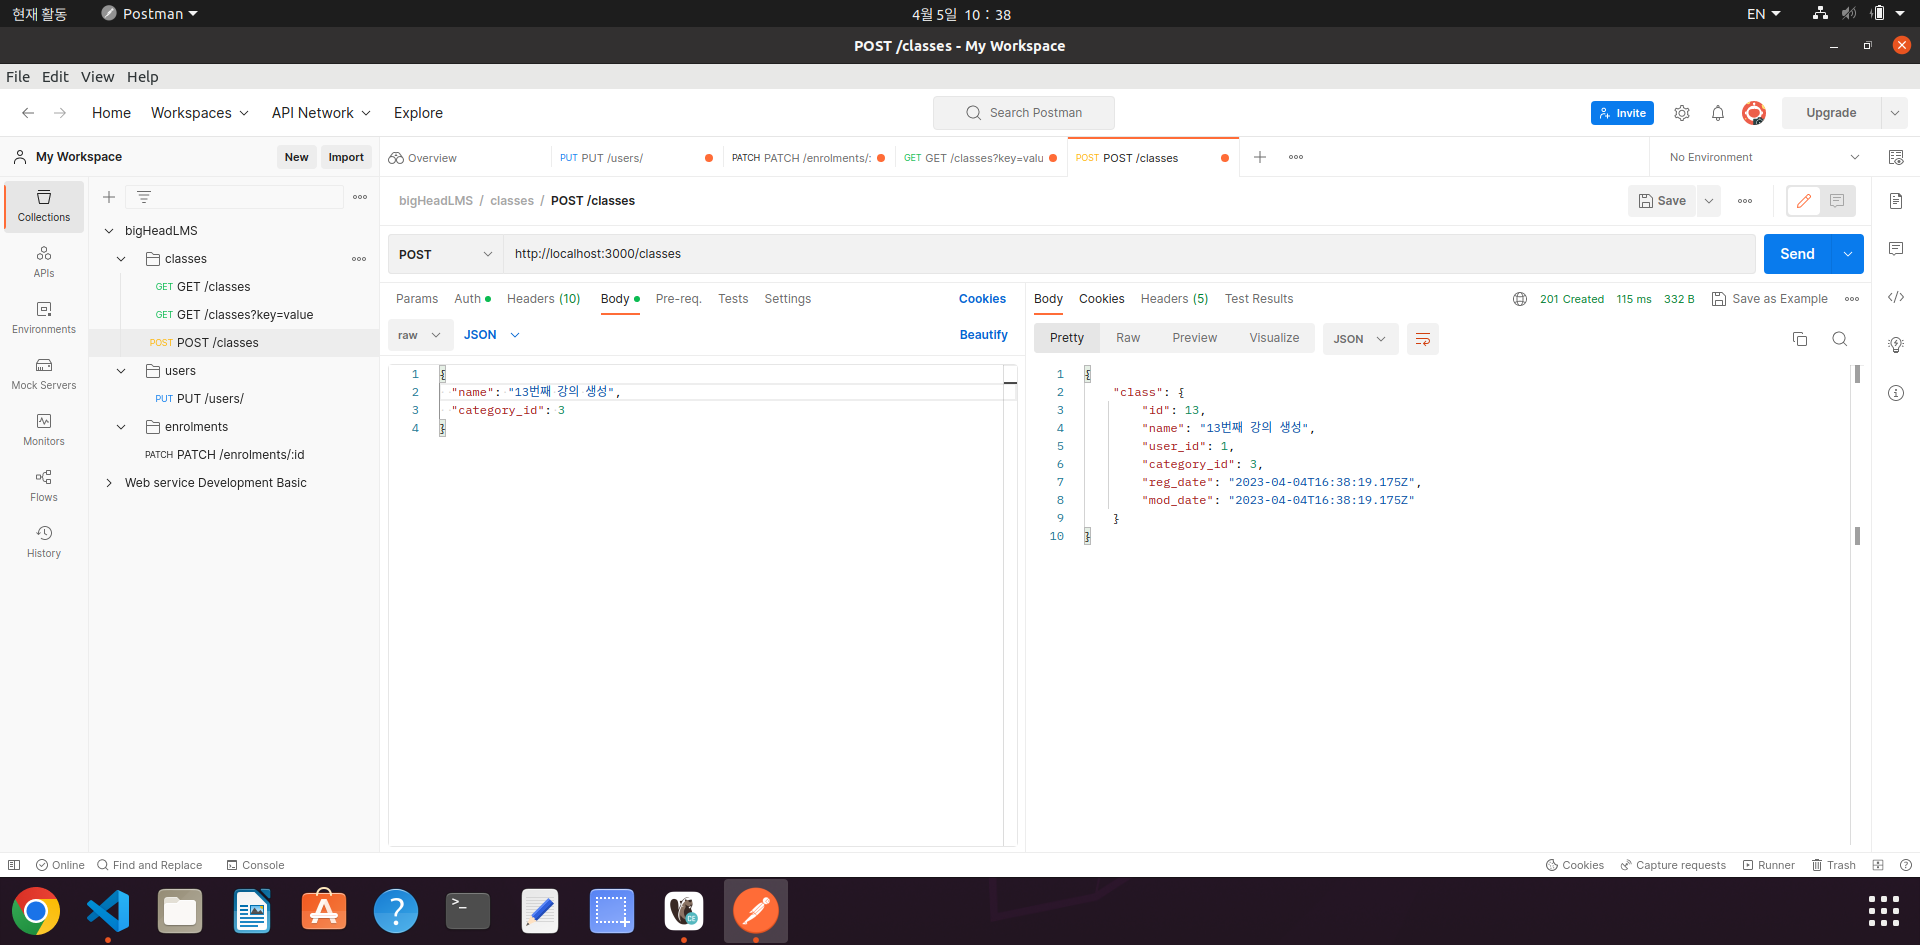 현재 활동
Postman
4월 5일 10 : 38
EN
POST /classes - My Workspace
File Edit View Help
Home Workspaces API Network Explore
Search Postman
Invite
Upgrade
My Workspace
New Import
Overview
PUT PUT /users/
PATCH PATCH /enrolments/:
GET GET /classes?key=valu
POST POST /classes
No Environment
Collections
APIs
Environments
Mock Servers
Monitors
Flows
History
bigHeadLMS
classes
GET GET /classes
GET GET /classes?key=value
POST POST /classes
users
PUT PUT /users/
enrolments
PATCH PATCH /enrolments/:id
Web service Development Basic
bigHeadLMS / classes / POST /classes
Save
POST http://localhost:3000/classes
Send
Params Auth Headers (10) Body Pre-req. Tests Settings Cookies
raw JSON Beautify
1 {
2 "name": "13번째 강의 생성",
3 "category_id": 3
4 }
Body Cookies Headers (5) Test Results
201 Created 115 ms 332 B Save as Example
Pretty Raw Preview Visualize JSON
1 {
2 "class": {
3 "id": 13,
4 "name": "13번째 강의 생성",
5 "user_id": 1,
6 "category_id": 3,
7 "reg_date": "2023-04-04T16:38:19.175Z",
8 "mod_date": "2023-04-04T16:38:19.175Z"
9 }
10 }
Online Find and Replace Console
Cookies Capture requests Runner Trash